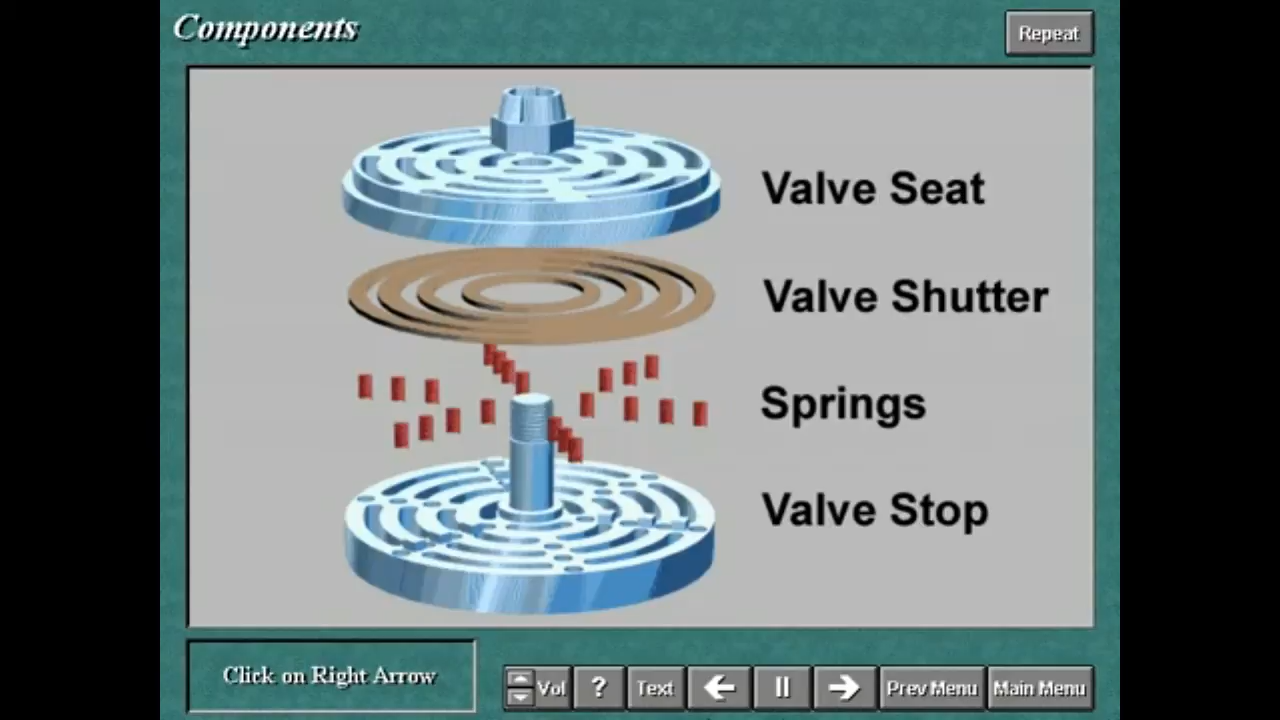 Components
Repeat
Valve Seat
Valve Shutter
Springs
Valve Stop
Click on Right Arrow
Vol
?
Text
Prev Menu
Main Menu